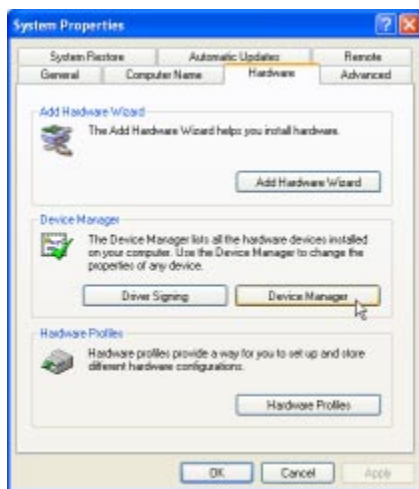 System Properties
System Restore Automatic Updates Remote
General Computer Name Hardware Advanced
Add Hardware Wizard
The Add Hardware Wizard helps you install hardware.
Add Hardware Wizard
Device Manager
The Device Manager lists all the hardware devices installed
on your computer. Use the Device Manager to change the
properties of any device.
Driver Signing Device Manager
Hardware Profiles
Hardware profiles provide a way for you to set up and store
different hardware configurations.
Hardware Profiles
OK Cancel Apply